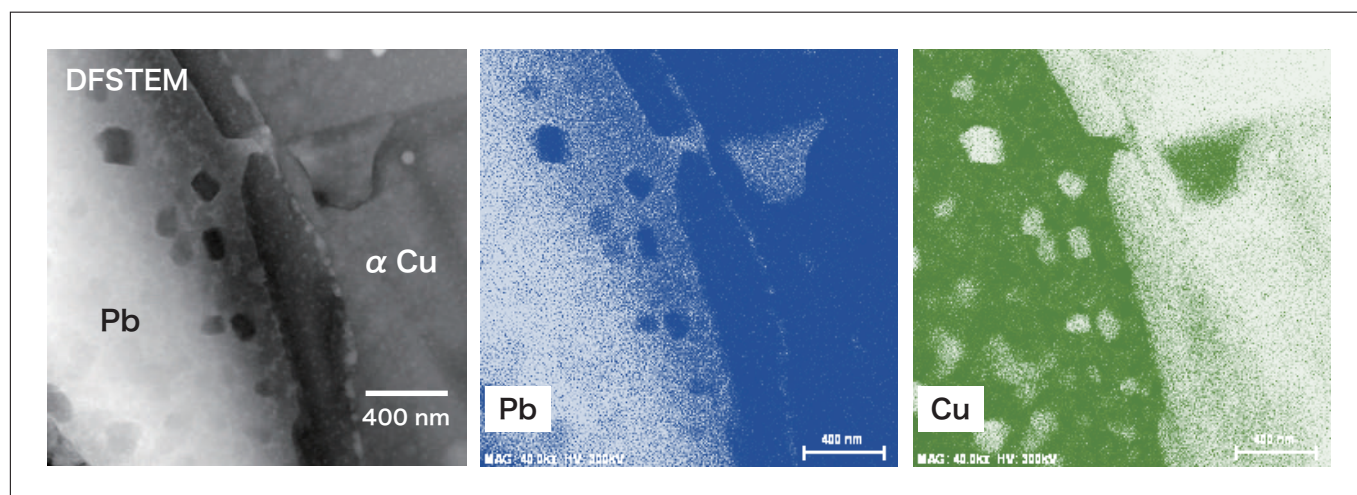 DFSTEM
α Cu
Pb
400 nm
Pb
400 nm
MAG: 40.0kx HV: 300kV
Cu
400 nm
MAG: 40.0kx HV: 300kV